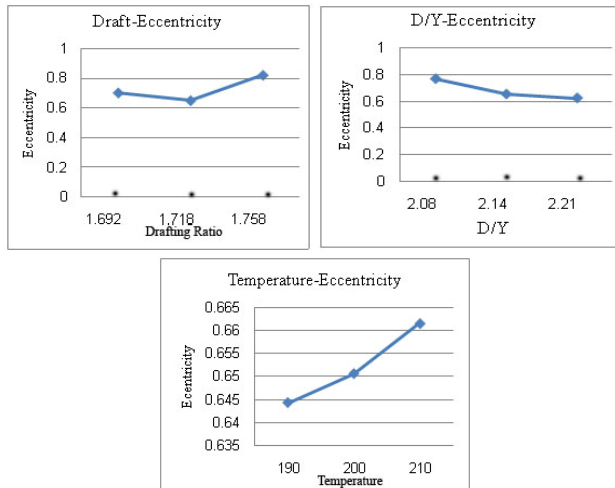 Draft-Eccentricity
1
0.8
0.6
0.4
0.2
0
Eccentricity
1.692 1.718 1.758
Drafting Ratio
D/Y-Eccentricity
1
0.8
0.6
0.4
0.2
0
Eccentricity
2.08 2.14 2.21
D/Y
Temperature-Eccentricity
0.665
0.66
0.655
0.65
0.645
0.64
0.635
Ecentricity
190 200 210
Temperature